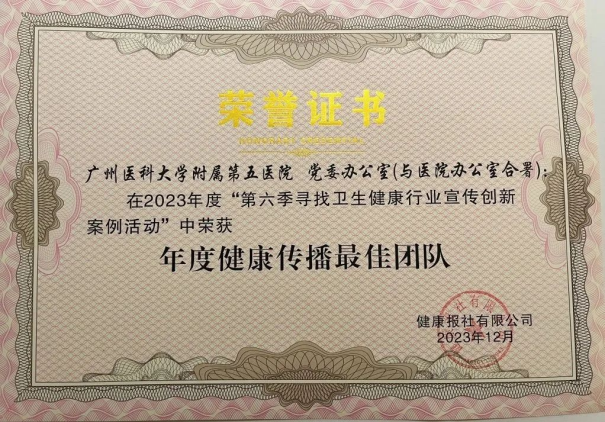 荣誉证书
广州医科大学附属第五医院 党委办公室(与医院办公室合署):
在2023年度“第六季寻找卫生健康行业宣传创新
案例活动”中荣获
年度健康传播最佳团队
健康报社有限公司
2023年12月